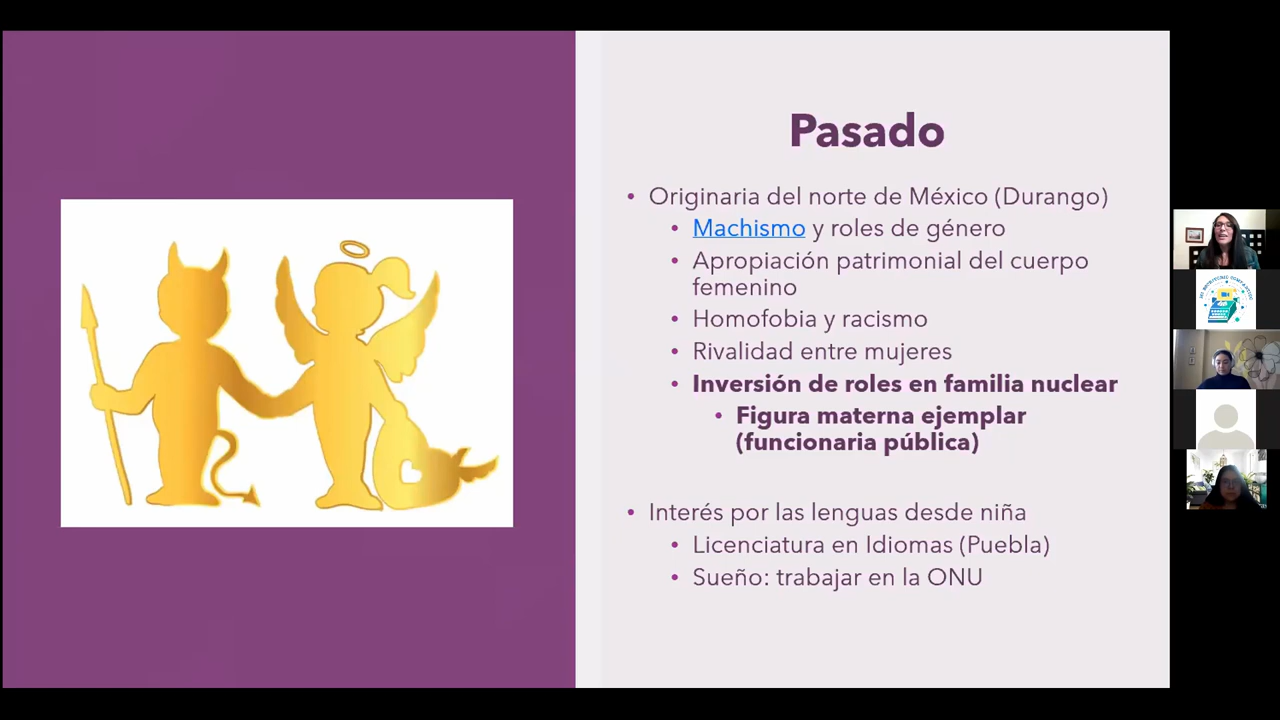 Pasado
• Originaria del norte de México (Durango)
• Machismo y roles de género
• Apropiación patrimonial del cuerpo
femenino
• Homofobia y racismo
• Rivalidad entre mujeres
• Inversión de roles en familia nuclear
• Figura materna ejemplar
(funcionaria pública)
• Interés por las lenguas desde niña
• Licenciatura en Idiomas (Puebla)
• Sueño: trabajar en la ONU